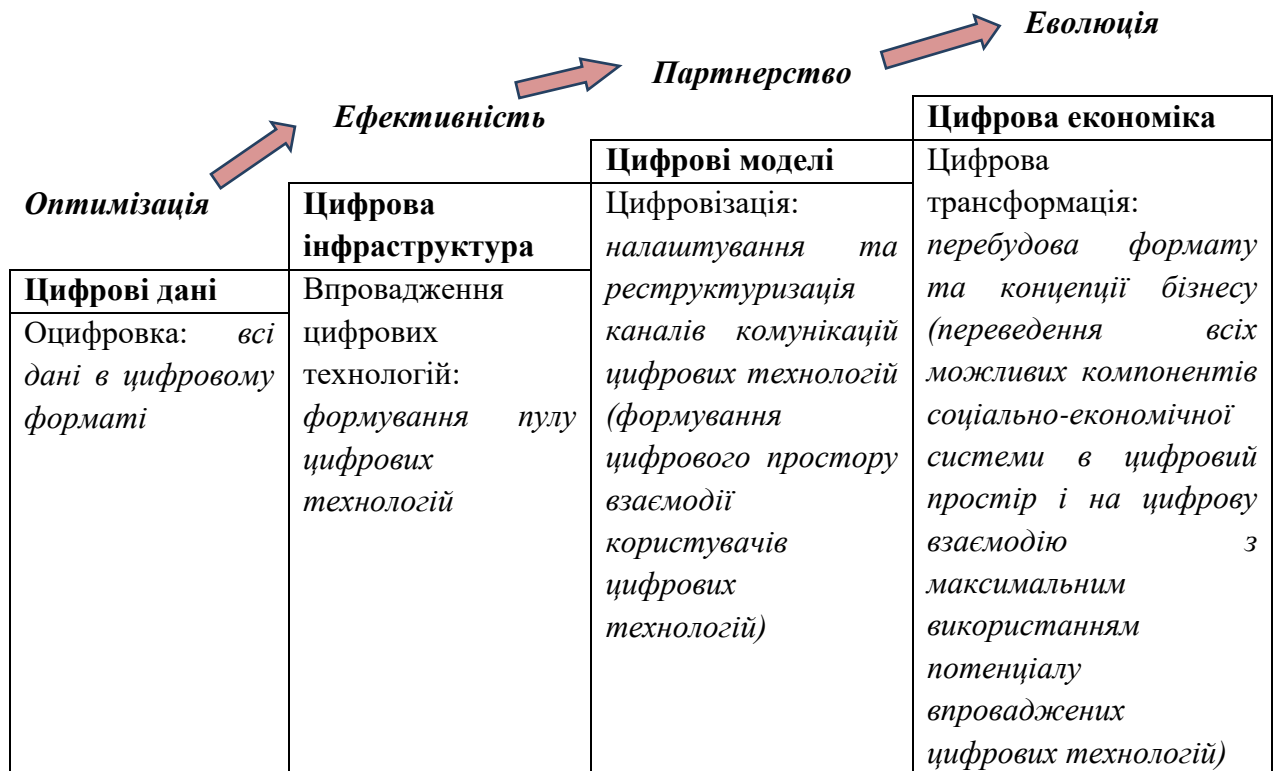 Еволюція
Партнерство
Ефективність
Оптимізація
Цифрові дані
Оцифровка: всі
дані в цифровому
форматі
Цифрова
інфраструктура
Впровадження
цифрових
технологій:
формування пулу
цифрових
технологій
Цифрові моделі
Цифровізація:
налаштування та
реструктуризація
каналів комунікацій
цифрових технологій
(формування
цифрового простору
взаємодії
користувачів
цифрових
технологій)
Цифрова економіка
Цифрова
трансформація:
перебудова формату
та концепції бізнесу
(переведення всіх
можливих компонентів
соціально-економічної
системи в цифровий
простір і на цифрову
взаємодію з
максимальним
використанням
потенціалу
впроваджених
цифрових технологій)